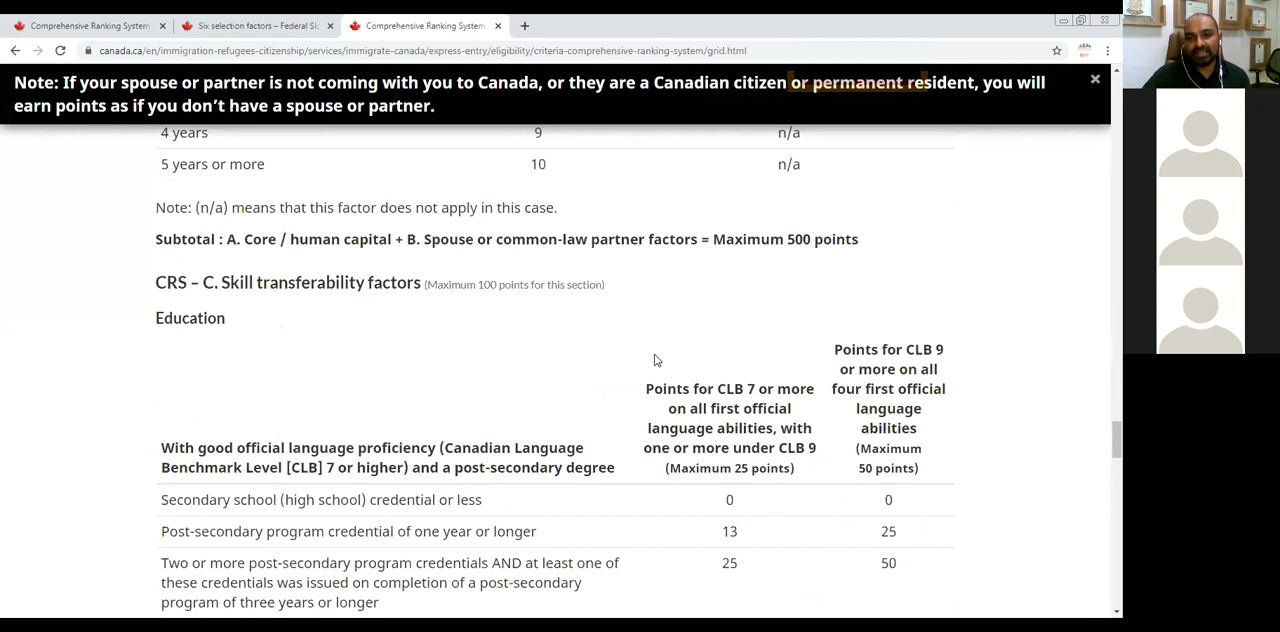 Comprehensive Ranking System
Six selection factors – Federal Sk
Comprehensive Ranking System
canada.ca/en/immigration-refugees-citizenship/services/immigrate-canada/express-entry/eligibility/criteria-comprehensive-ranking-system/grid.html
Note: If your spouse or partner is not coming with you to Canada, or they are a Canadian citizen or permanent resident, you will
earn points as if you don’t have a spouse or partner.
4 years 9 n/a
5 years or more 10 n/a
Note: (n/a) means that this factor does not apply in this case.
Subtotal : A. Core / human capital + B. Spouse or common-law partner factors = Maximum 500 points
CRS – C. Skill transferability factors (Maximum 100 points for this section)
Education
With good official language proficiency (Canadian Language
Benchmark Level [CLB] 7 or higher) and a post-secondary degree
Points for CLB 7 or more
on all first official
language abilities, with
one or more under CLB 9
(Maximum 25 points)
Points for CLB 9
or more on all
four first official
language
abilities
(Maximum
50 points)
Secondary school (high school) credential or less 0 0
Post-secondary program credential of one year or longer 13 25
Two or more post-secondary program credentials AND at least one of 25 50
these credentials was issued on completion of a post-secondary
program of three years or longer